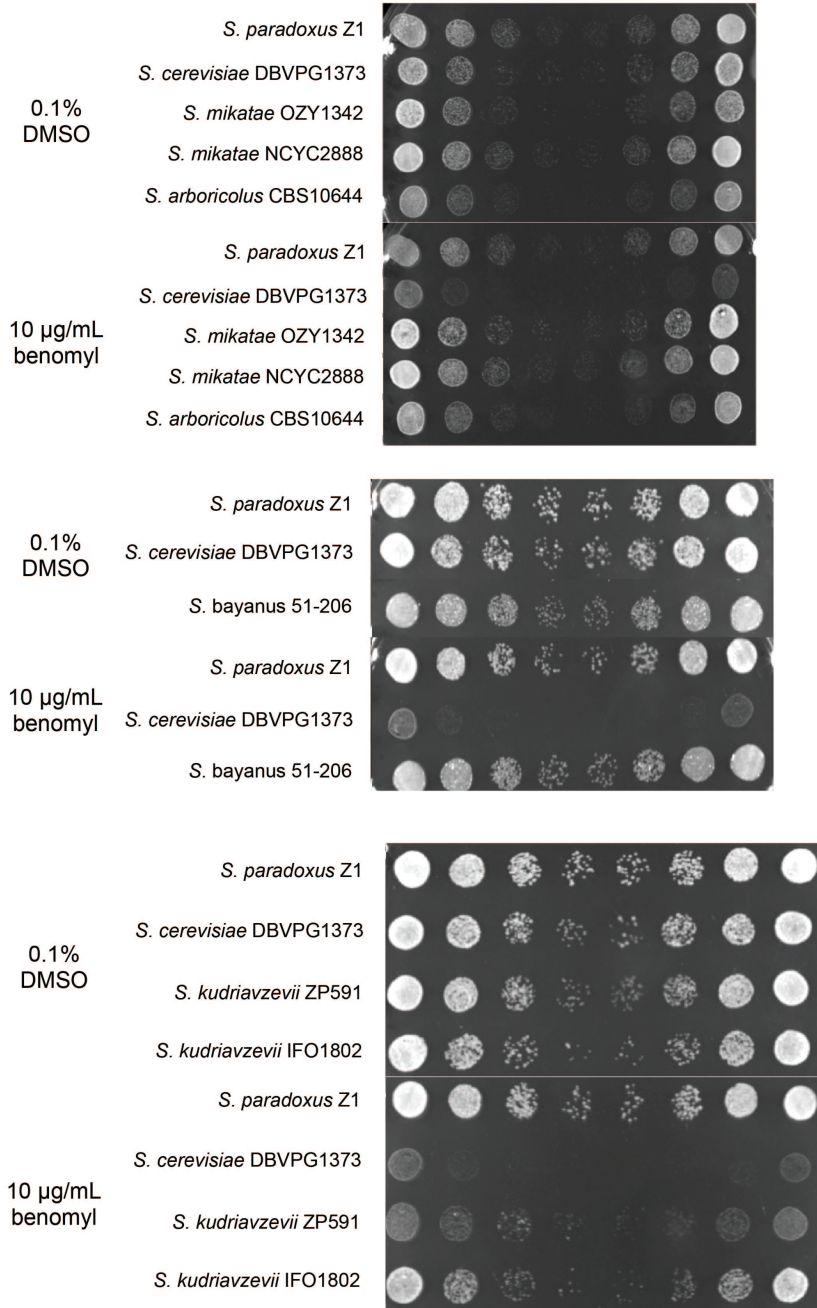 0.1%
DMSO
S. paradoxus Z1
S. cerevisiae DBVPG1373
S. mikatae OZY1342
S. mikatae NCYC2888
S. arboricolus CBS10644
10 µg/mL
benomyl
S. paradoxus Z1
S. cerevisiae DBVPG1373
S. mikatae OZY1342
S. mikatae NCYC2888
S. arboricolus CBS10644
0.1%
DMSO
S. paradoxus Z1
S. cerevisiae DBVPG1373
S. bayanus 51-206
10 µg/mL
benomyl
S. paradoxus Z1
S. cerevisiae DBVPG1373
S. bayanus 51-206
0.1%
DMSO
S. paradoxus Z1
S. cerevisiae DBVPG1373
S. kudriavzevii ZP591
S. kudriavzevii IFO1802
10 µg/mL
benomyl
S. paradoxus Z1
S. cerevisiae DBVPG1373
S. kudriavzevii ZP591
S. kudriavzevii IFO1802